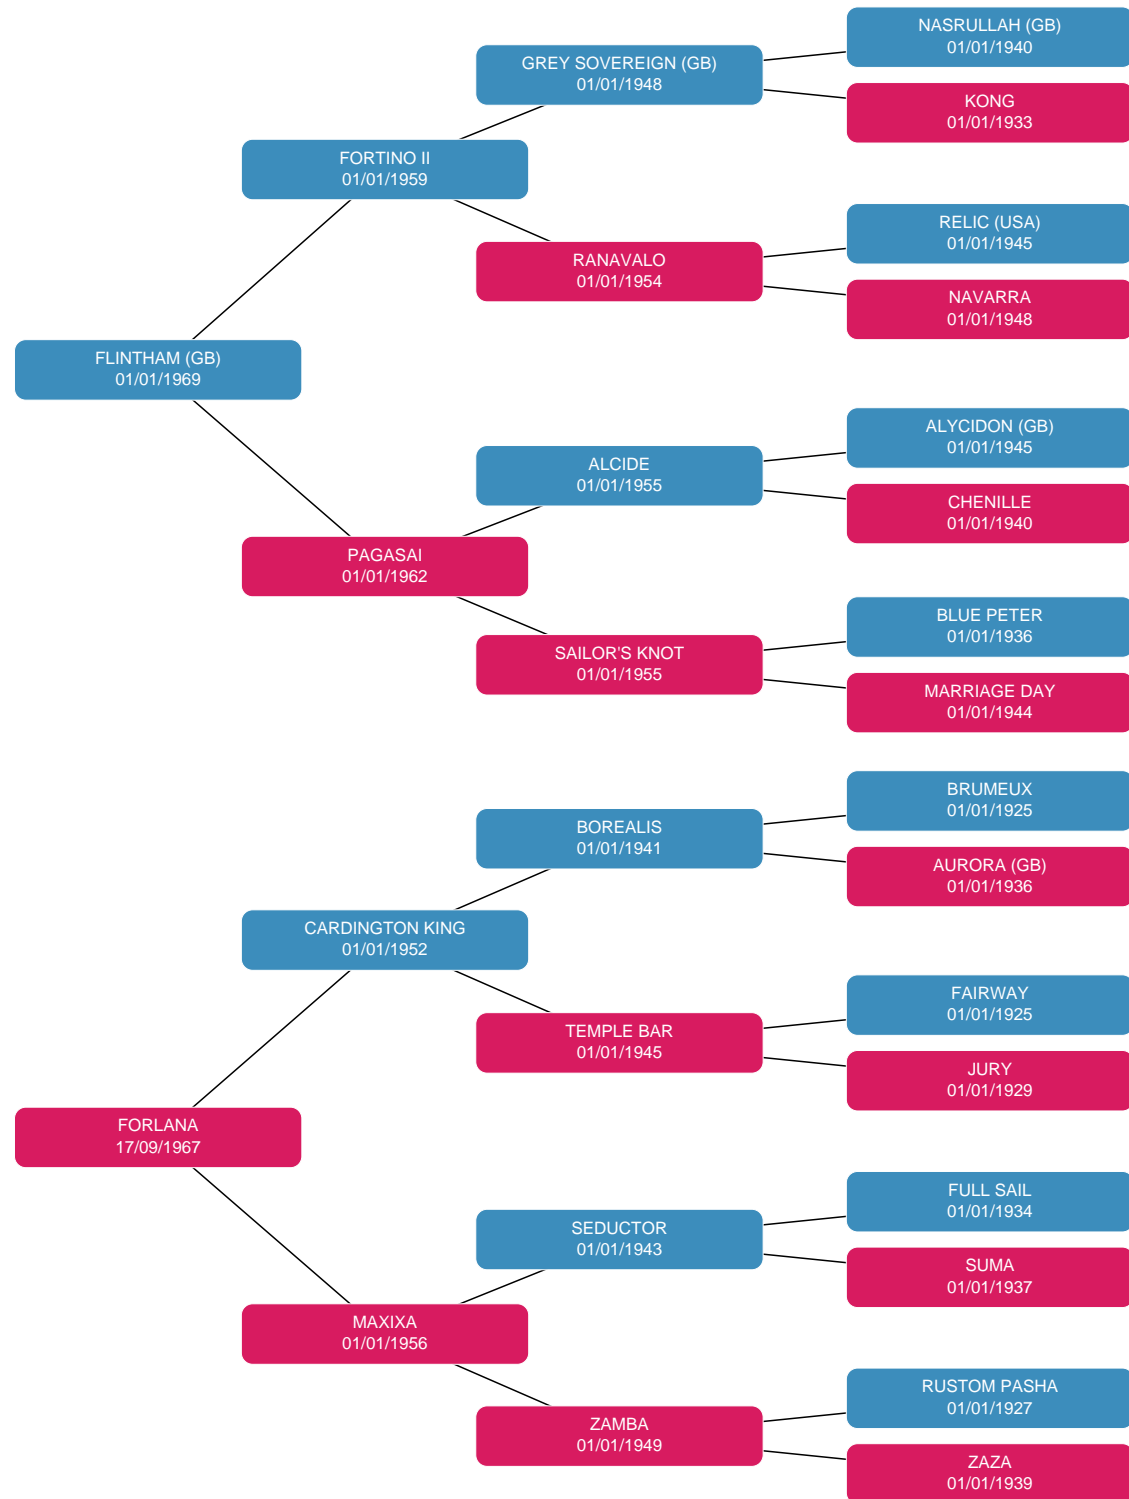 NASRULLAH (GB)
01/01/1940
GREY SOVEREIGN (GB)
01/01/1948
KONG
01/01/1933
FORTINO II
01/01/1959
RELIC (USA)
01/01/1945
RANAVALO
01/01/1954
NAVARRA
01/01/1948
FLINTHAM (GB)
01/01/1969
ALYCIDON (GB)
01/01/1945
ALCIDE
01/01/1955
CHENILLE
01/01/1940
PAGASAI
01/01/1962
BLUE PETER
01/01/1936
SAILOR'S KNOT
01/01/1955
MARRIAGE DAY
01/01/1944
BRUMEUX
01/01/1925
BOREALIS
01/01/1941
AURORA (GB)
01/01/1936
CARDINGTON KING
01/01/1952
FAIRWAY
01/01/1925
TEMPLE BAR
01/01/1945
JURY
01/01/1929
FORLANA
17/09/1967
FULL SAIL
01/01/1934
SEDUCTOR
01/01/1943
SUMA
01/01/1937
MAXIXA
01/01/1956
RUSTOM PASHA
01/01/1927
ZAMBA
01/01/1949
ZAZA
01/01/1939